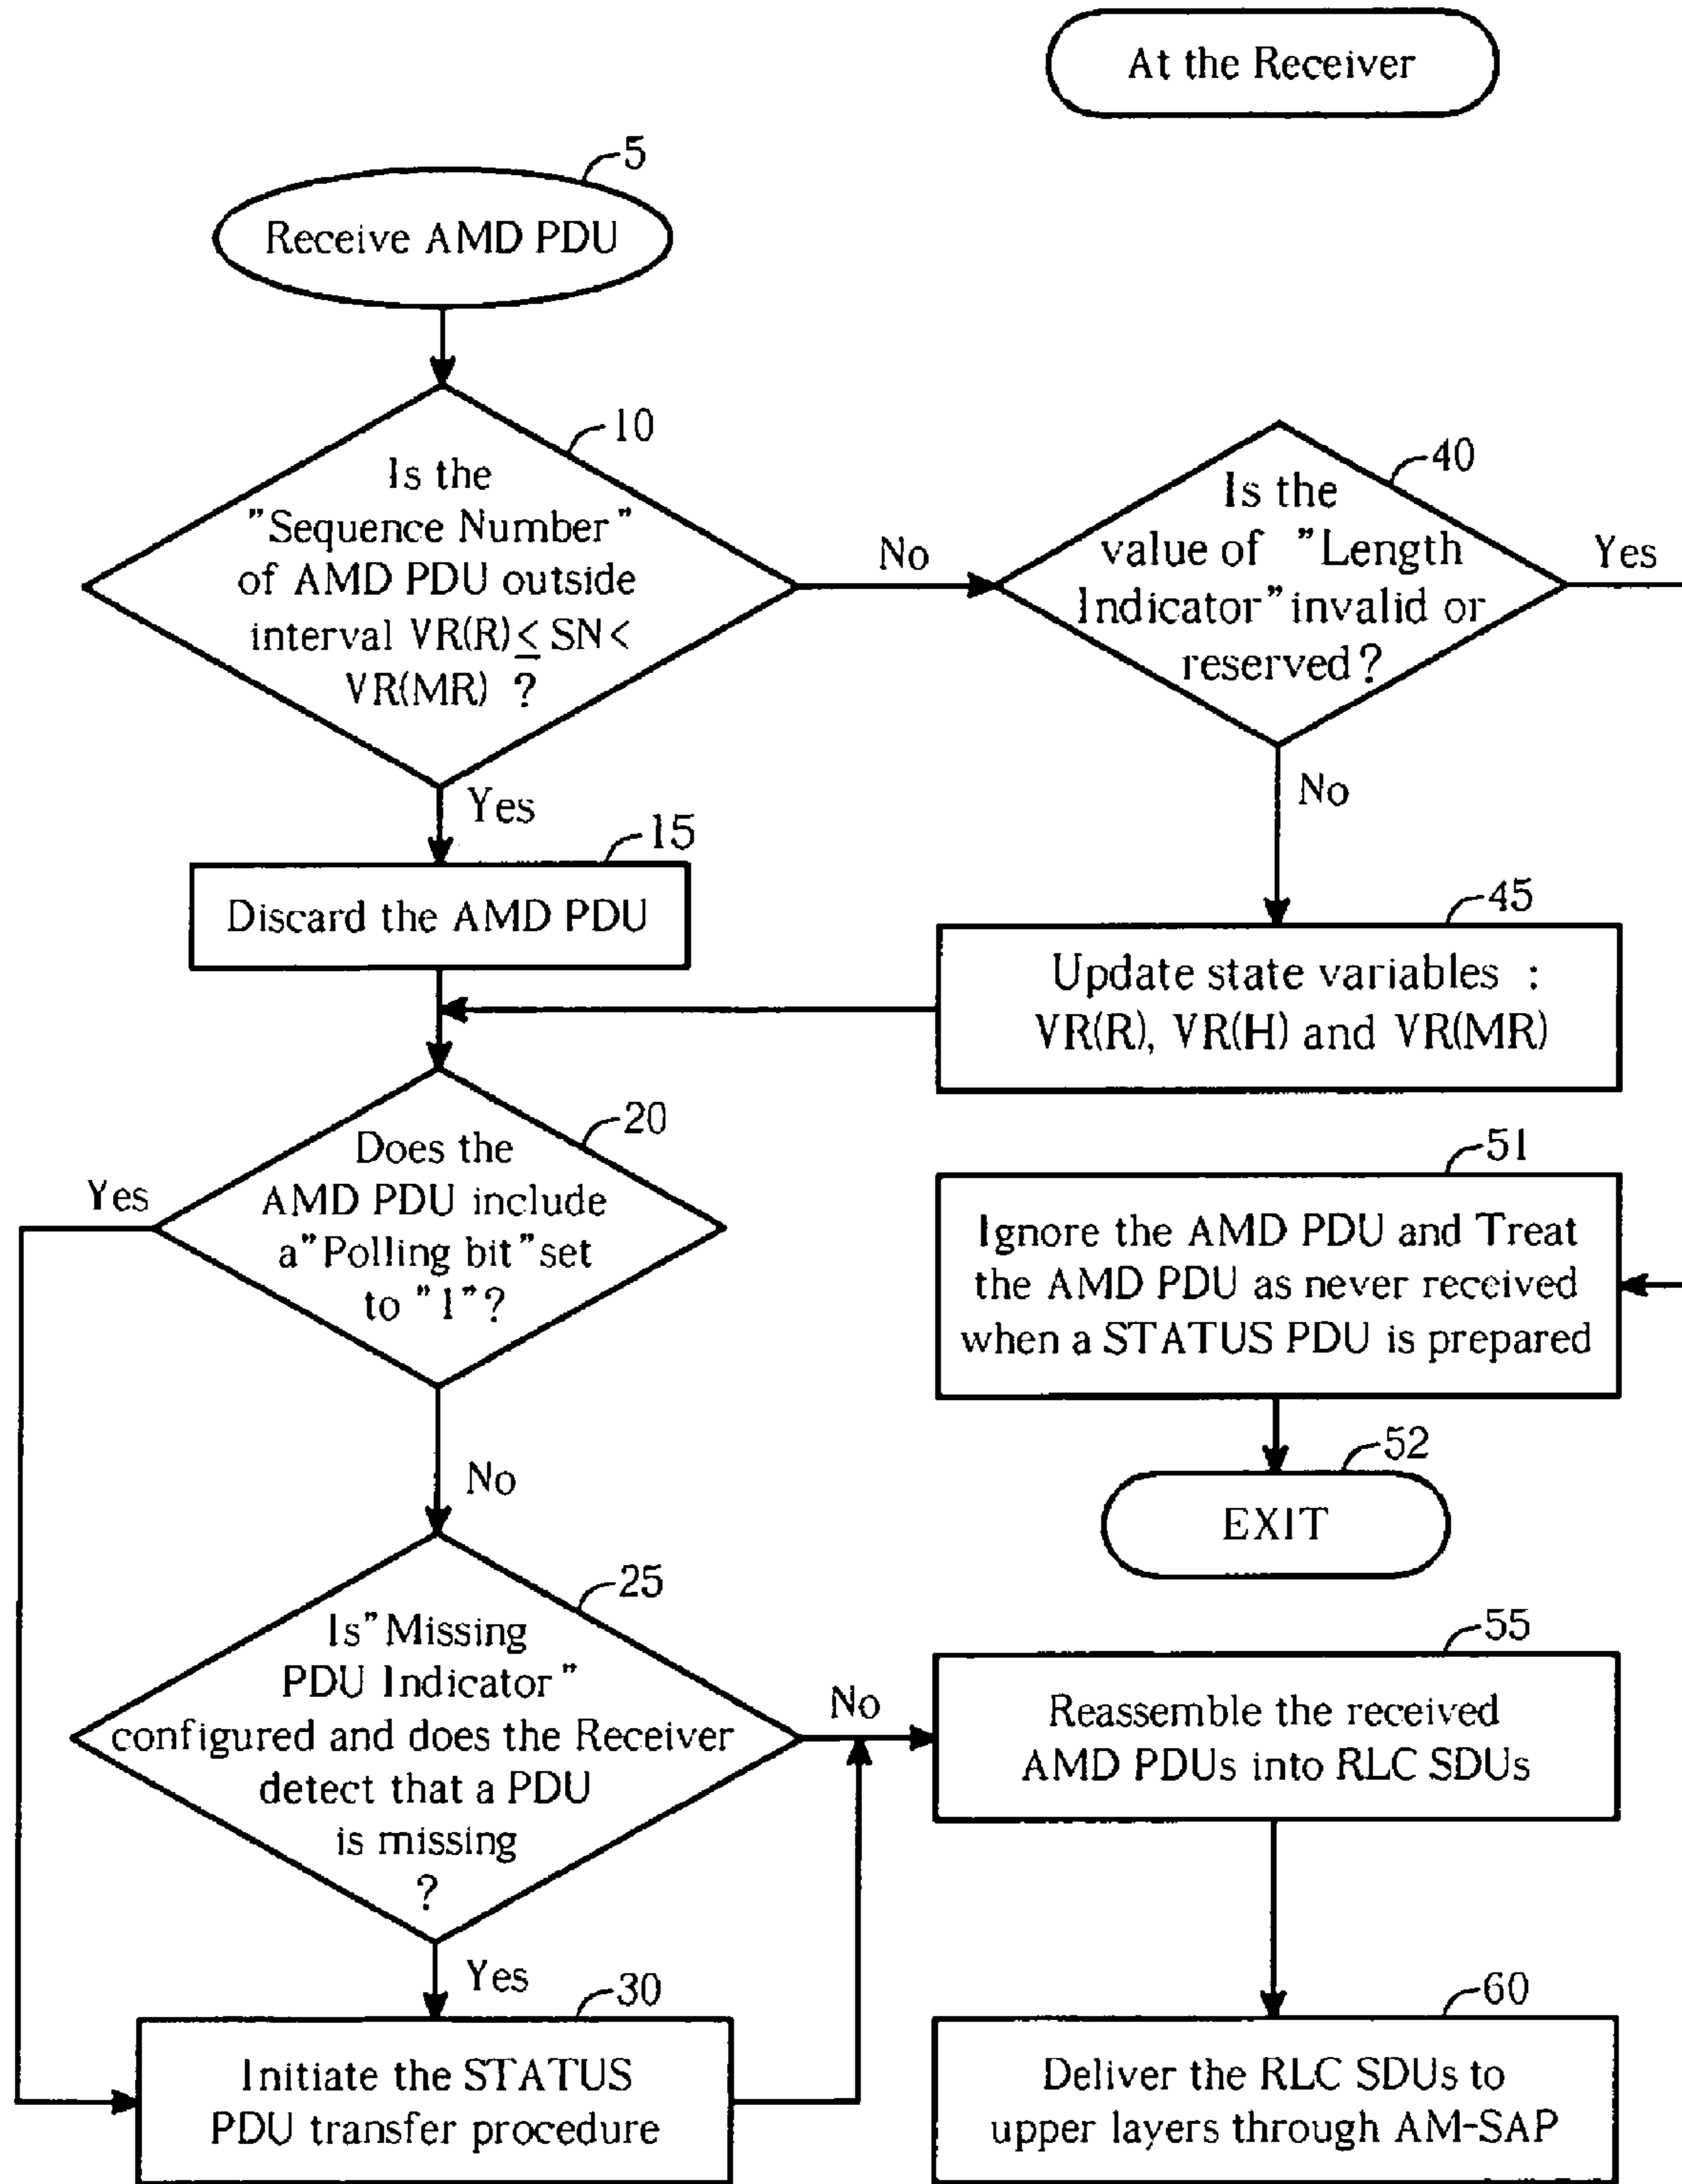 At the Receiver
5
Receive AMD PDU
10
Is the
"Sequence Number"
of AMD PDU outside
interval VR(R)≤ SN<
VR(MR) ?
No
Yes
40
Is the
value of "Length
Indicator" invalid or
reserved?
Yes
No
15
Discard the AMD PDU
45
Update state variables :
VR(R), VR(H) and VR(MR)
20
Does the
AMD PDU include
a "Polling bit" set
to "1"?
Yes
No
51
Ignore the AMD PDU and Treat
the AMD PDU as never received
when a STATUS PDU is prepared
52
EXIT
25
Is "Missing
PDU Indicator"
configured and does the Receiver
detect that a PDU
is missing
?
No
Yes
55
Reassemble the received
AMD PDUs into RLC SDUs
30
Initiate the STATUS
PDU transfer procedure
60
Deliver the RLC SDUs to
upper layers through AM-SAP